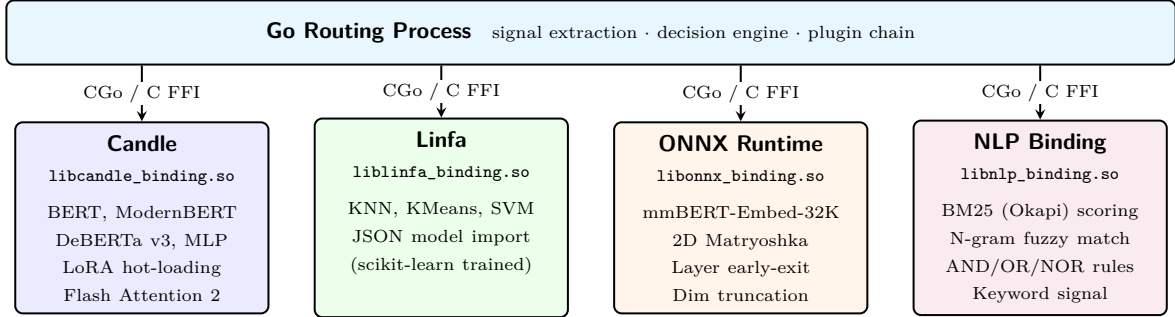 Go Routing Process signal extraction · decision engine · plugin chain
CGo / C FFI
CGo / C FFI
CGo / C FFI
CGo / C FFI
Candle
libcandle_binding.so
BERT, ModernBERT
DeBERTa v3, MLP
LoRA hot-loading
Flash Attention 2
Linfa
liblinfa_binding.so
KNN, KMeans, SVM
JSON model import
(scikit-learn trained)
ONNX Runtime
libonnx_binding.so
mmBERT-Embed-32K
2D Matryoshka
Layer early-exit
Dim truncation
NLP Binding
libnlp_binding.so
BM25 (Okapi) scoring
N-gram fuzzy match
AND/OR/NOR rules
Keyword signal